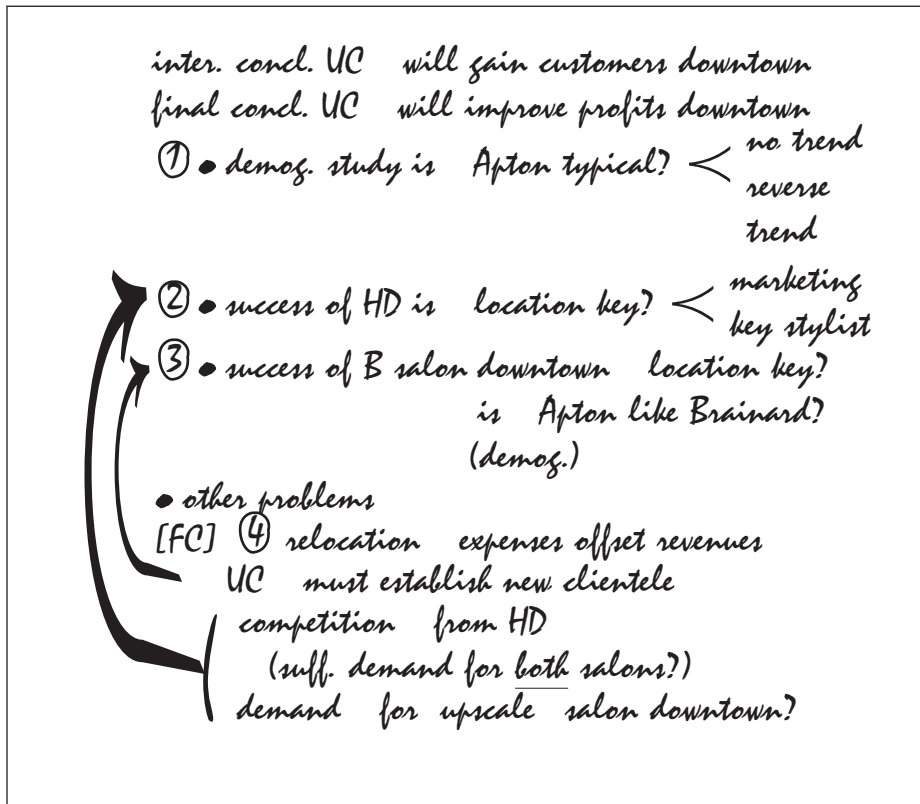 inter. concl. UC will gain customers downtown
final concl. UC will improve profits downtown
① • demog. study is Apton typical? < no trend
reverse
trend
② • success of HD is location key? < marketing
key stylist
③ • success of B salon downtown location key?
is Apton like Brainard?
(demog.)
• other problems
[FC] ④ relocation expenses offset revenues
UC must establish new clientele
competition from HD
(suff. demand for both salons?)
demand for upscale salon downtown?